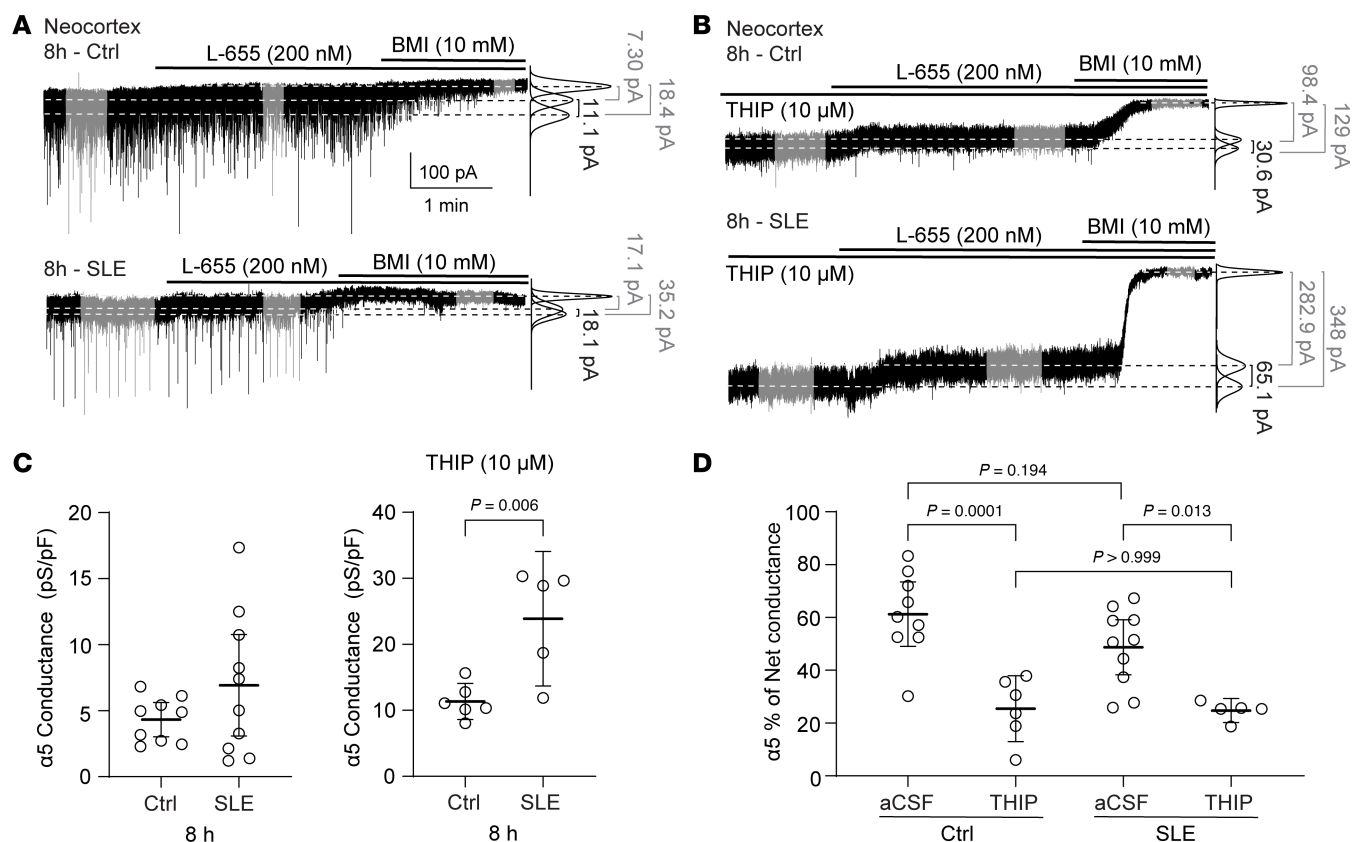 A
Neocortex
8h - Ctrl
L-655 (200 nM)
BMI (10 mM)
7.30 pA
18.4 pA
11.1 pA
100 pA
1 min
8h - SLE
L-655 (200 nM)
BMI (10 mM)
17.1 pA
35.2 pA
18.1 pA
B
Neocortex
8h - Ctrl
BMI (10 mM)
L-655 (200 nM)
THIP (10 µM)
98.4 pA
129 pA
30.6 pA
8h - SLE
BMI (10 mM)
L-655 (200 nM)
THIP (10 µM)
282.9 pA
348 pA
65.1 pA
C
α5 Conductance (pS/pF)
20
15
10
5
0
Ctrl
SLE
8 h
THIP (10 µM)
P = 0.006
α5 Conductance (pS/pF)
40
30
20
10
0
Ctrl
SLE
8 h
D
P = 0.194
P = 0.0001
P = 0.013
P > 0.999
α5 % of Net conductance
100
80
60
40
20
0
aCSF
THIP
aCSF
THIP
Ctrl
SLE